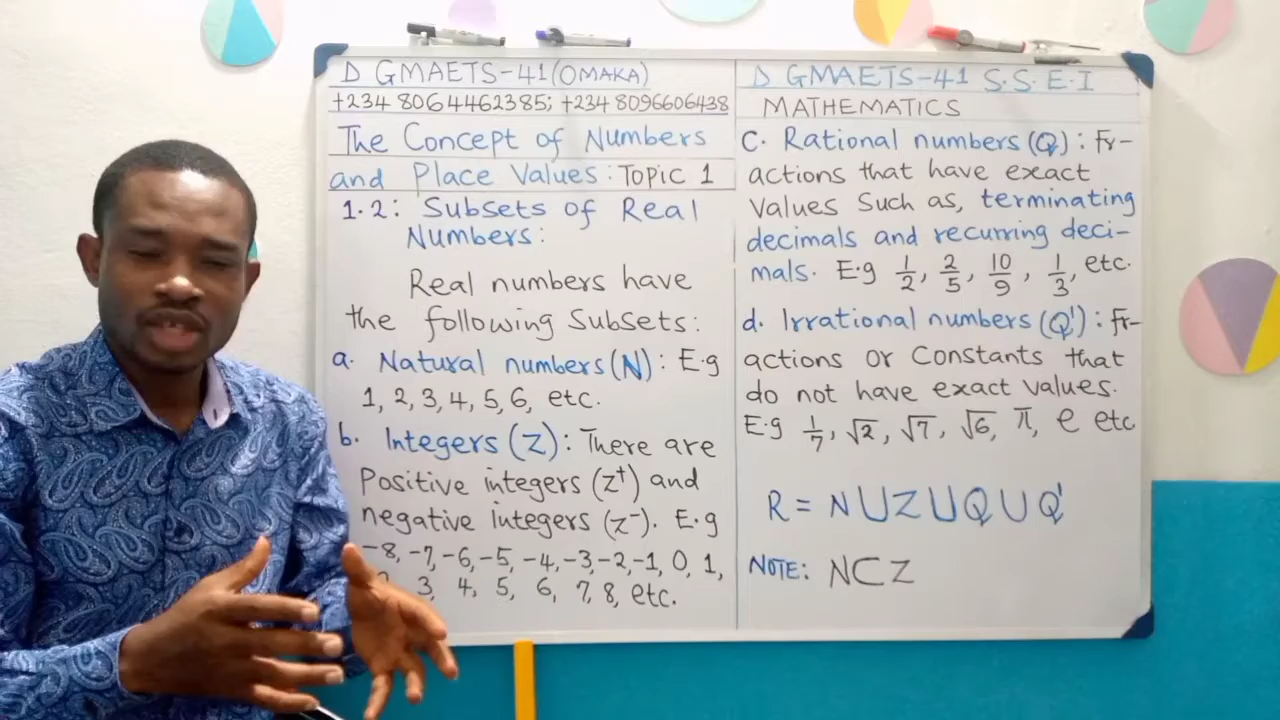 D GMAETS-41 (OMAKA)
+234 8064462385; +234 8096606438
The Concept of Numbers
and Place Values: Topic 1
1.2: Subsets of Real
Numbers:
Real numbers have
the following Subsets:
a. Natural numbers (N): E.g
1, 2, 3, 4, 5, 6, etc.
b. Integers (Z): There are
Positive integers (Z⁺) and
negative integers (Z⁻). E.g
-8, -7, -6, -5, -4, -3, -2, -1, 0, 1,
3, 4, 5, 6, 7, 8, etc.
D GMAETS-41 S.S.E.I
MATHEMATICS
C. Rational numbers (Q): Fr-
actions that have exact
Values Such as, terminating
decimals and recurring deci-
mals. E.g 1/2, 2/5, 10/9, 1/3, etc.
d. Irrational numbers (Q'): Fr-
actions or Constants that
do not have exact values.
E.g 1/7, √2, √7, √6, π, e etc
R = N∪Z∪Q∪Q'
NOTE: N⊂Z